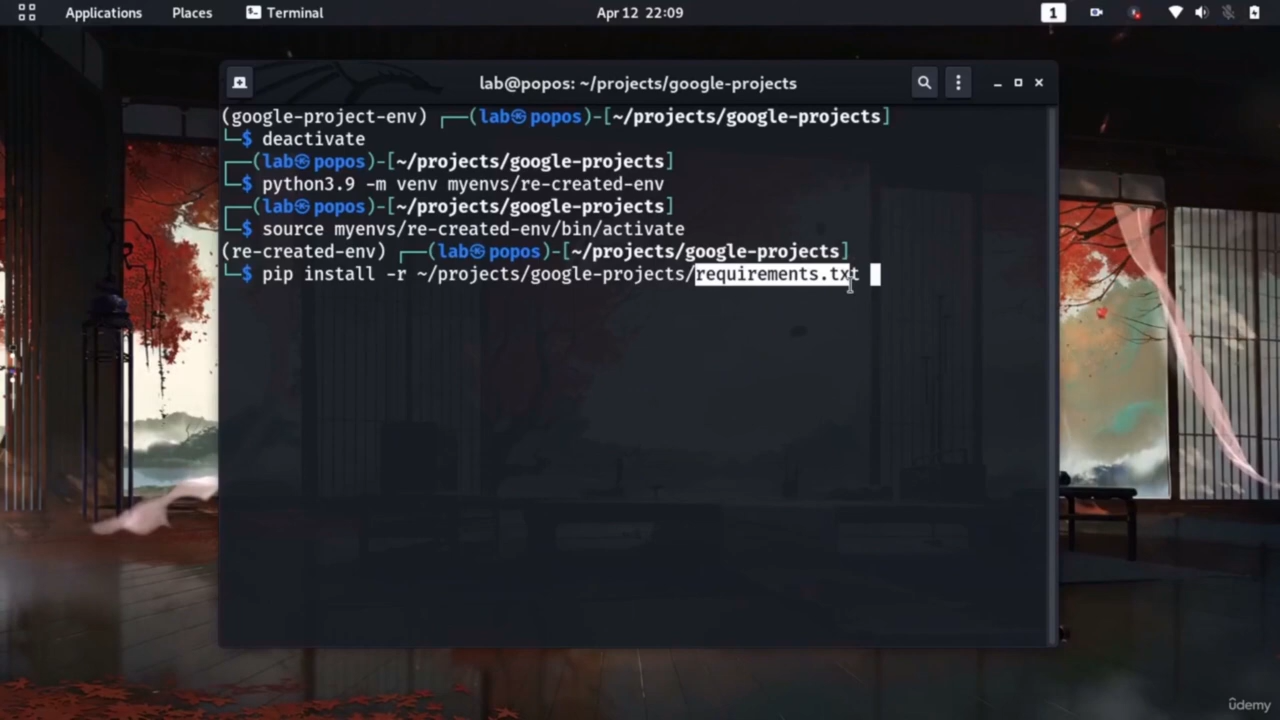 Applications Places Terminal Apr 12 22:09 1
lab@popos: ~/projects/google-projects
(google-project-env) ┌──(lab㉿popos)-[~/projects/google-projects]
└─$ deactivate
┌──(lab㉿popos)-[~/projects/google-projects]
└─$ python3.9 -m venv myenvs/re-created-env
┌──(lab㉿popos)-[~/projects/google-projects]
└─$ source myenvs/re-created-env/bin/activate
(re-created-env) ┌──(lab㉿popos)-[~/projects/google-projects]
└─$ pip install -r ~/projects/google-projects/requirements.txt
ûdemy